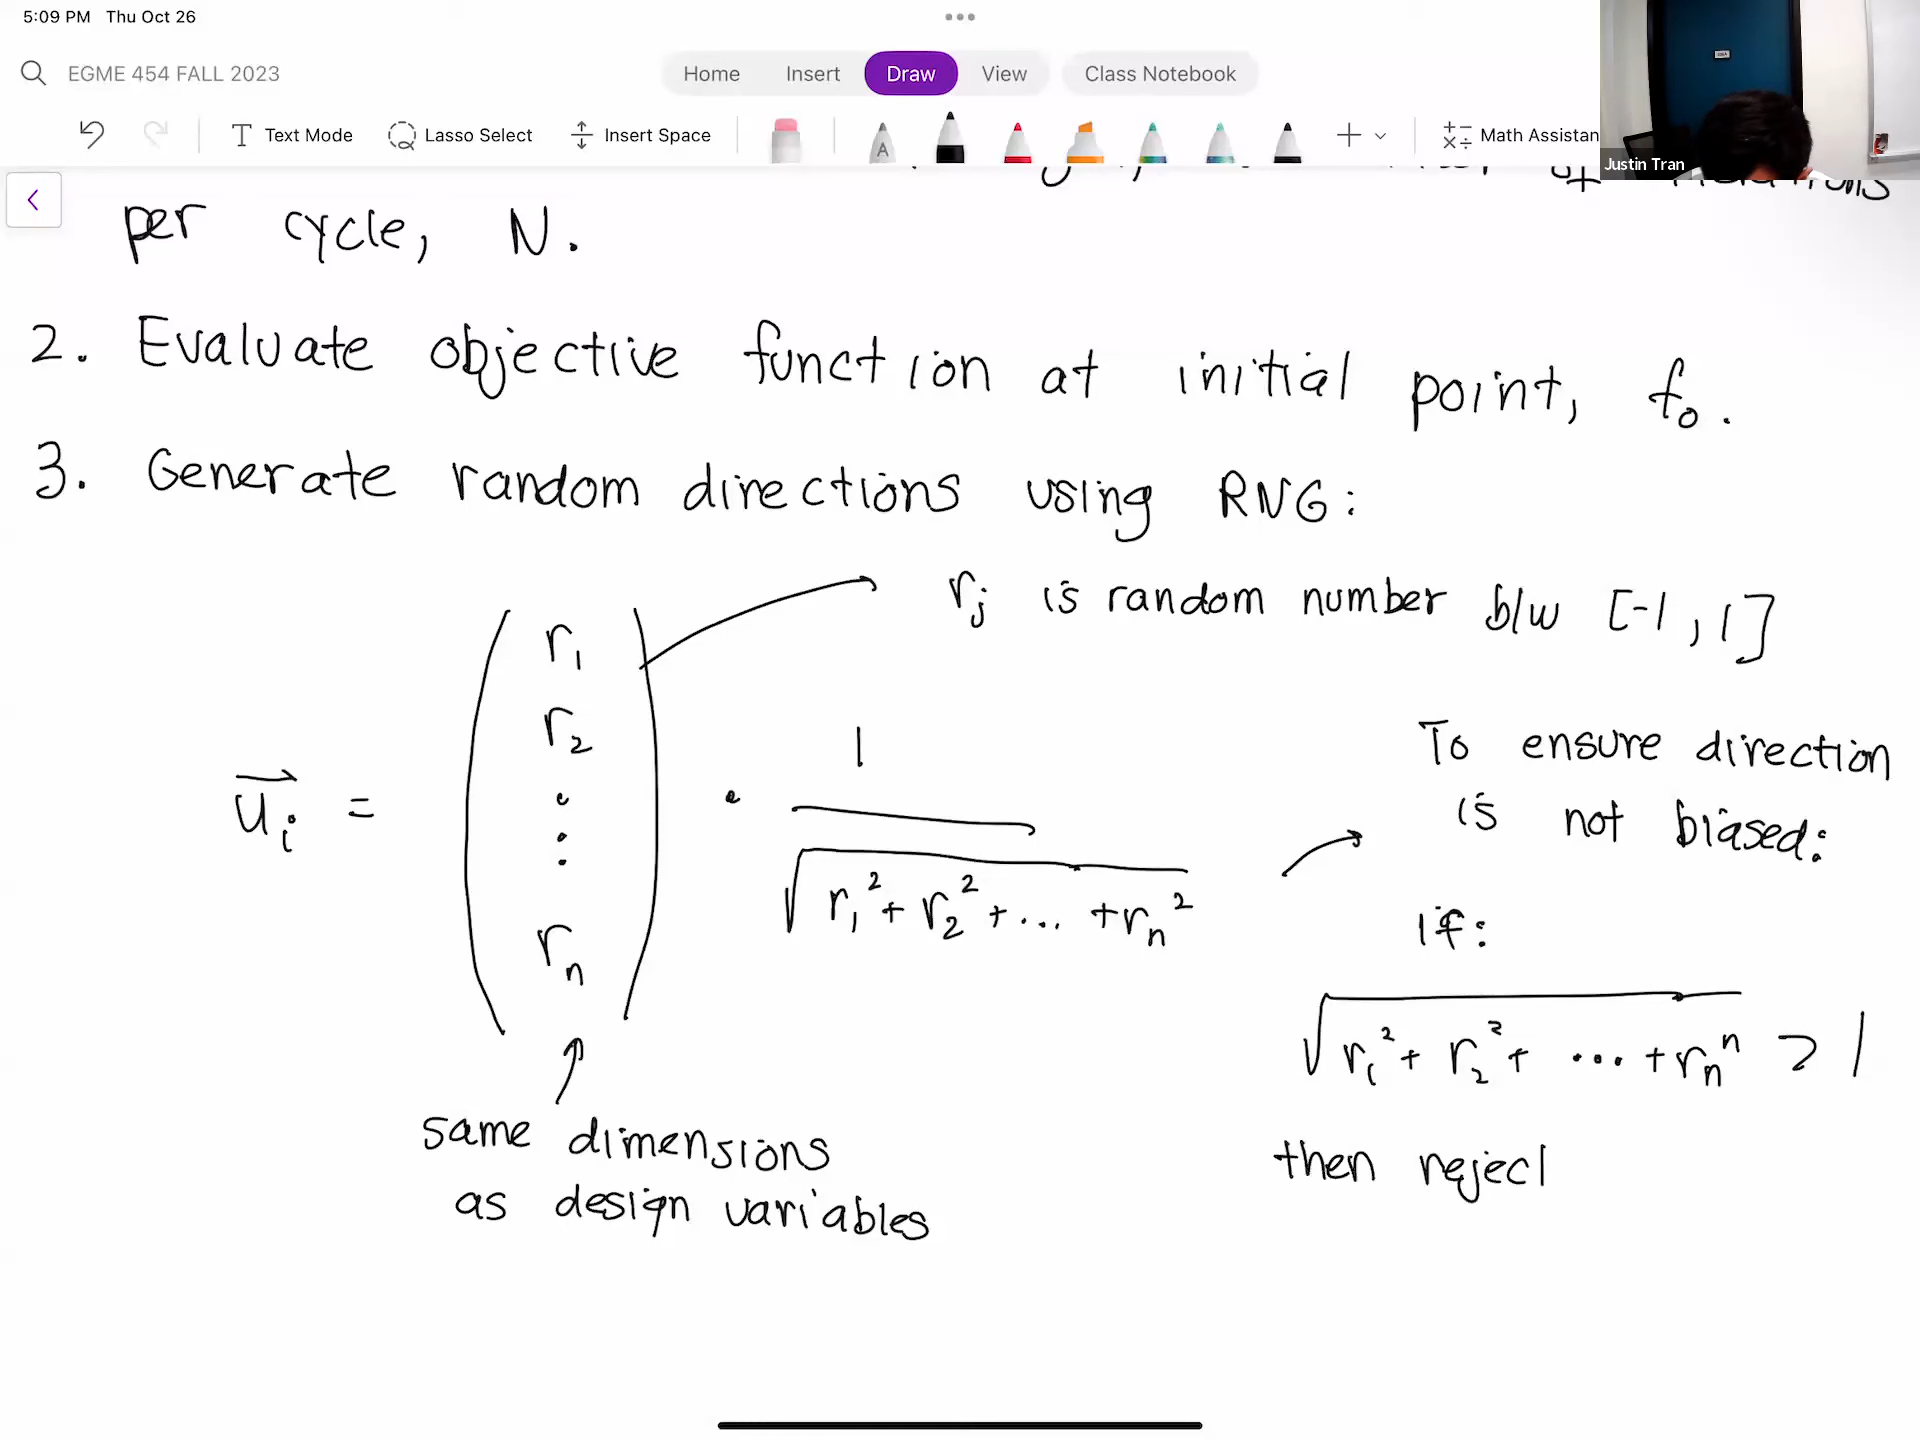 5:09 PM Thu Oct 26
EGME 454 FALL 2023
Home Insert Draw View Class Notebook
Text Mode Lasso Select Insert Space A Math Assistan
Justin Tran
per cycle, N.
2. Evaluate objective function at initial point, f₀.
3. Generate random directions using RNG:
rⱼ is random number b/w [-1, 1]
u⃗ᵢ = (r₁ r₂ ⋮ rₙ) · 1 / √(r₁² + r₂² + ... + rₙ²)
same dimensions
as design variables
To ensure direction
is not biased:
if:
√(r₁² + r₂² + ... + rₙⁿ) > 1
then rejecl